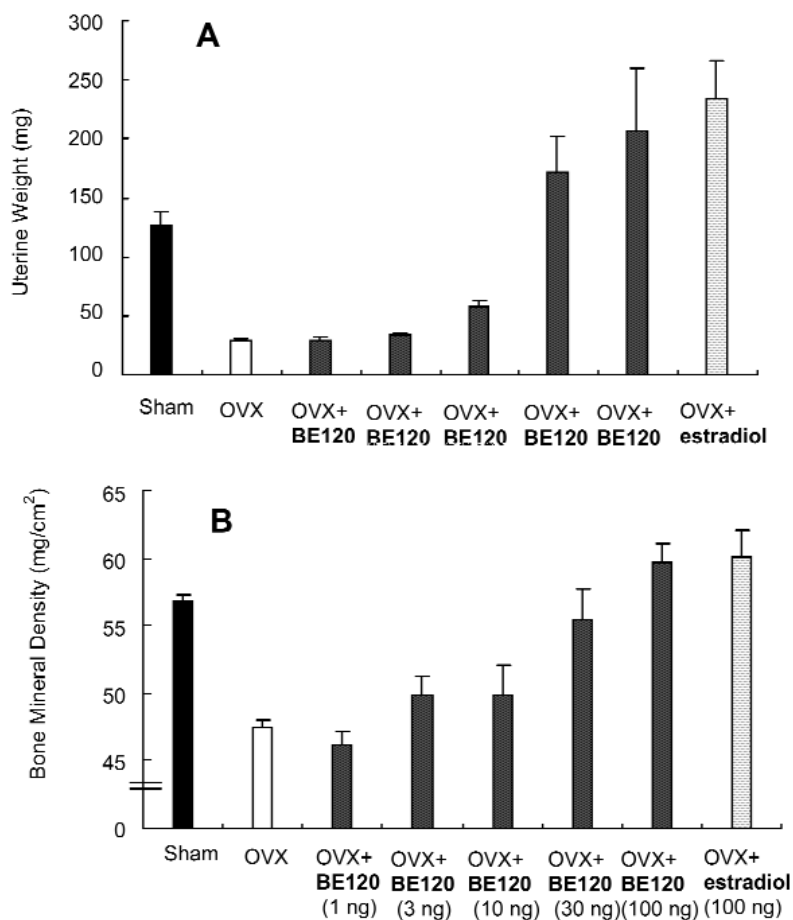 A
Uterine Weight (mg)
300
250
200
150
100
50
0
Sham
OVX
OVX+
BE120
OVX+
BE120
OVX+
BE120
OVX+
BE120
OVX+
BE120
OVX+
estradiol
B
Bone Mineral Density (mg/cm²)
65
60
55
50
45
0
Sham
OVX
OVX+
BE120
(1 ng)
OVX+
BE120
(3 ng)
OVX+
BE120
(10 ng)
OVX+
BE120
(30 ng)
OVX+
BE120
(100 ng)
OVX+
estradiol
(100 ng)